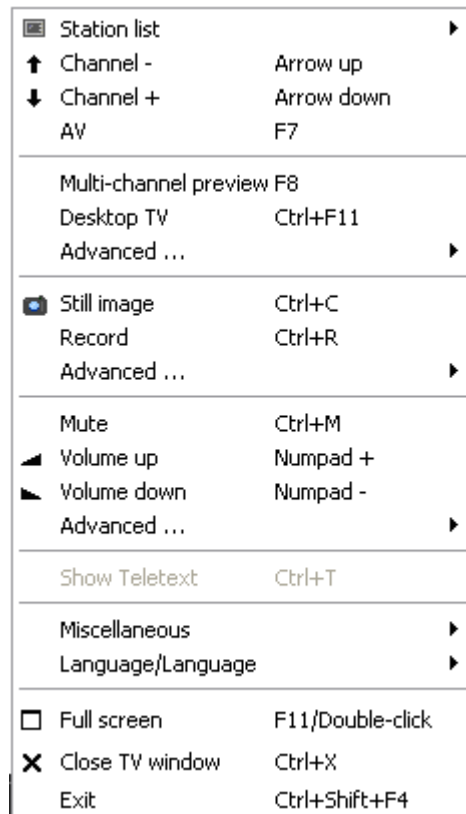 Station list
Channel - Arrow up
Channel + Arrow down
AV F7
Multi-channel preview F8
Desktop TV Ctrl+F11
Advanced ...
Still image Ctrl+C
Record Ctrl+R
Advanced ...
Mute Ctrl+M
Volume up Numpad +
Volume down Numpad -
Advanced ...
Show Teletext Ctrl+T
Miscellaneous
Language/Language
Full screen F11/Double-click
Close TV window Ctrl+X
Exit Ctrl+Shift+F4